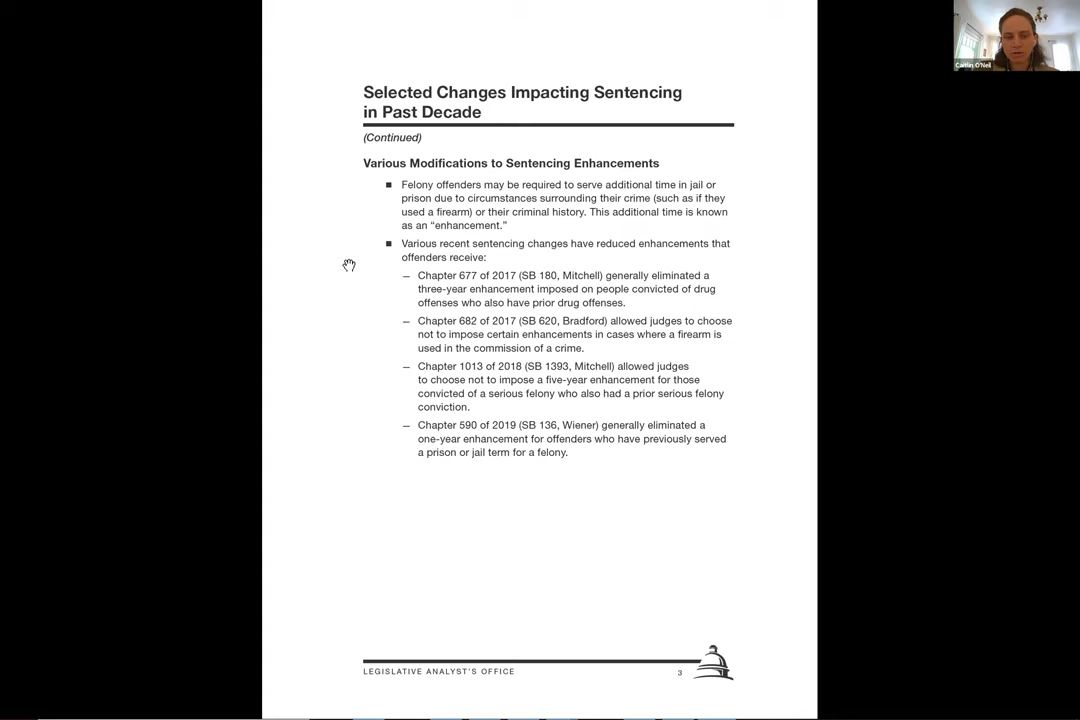 Caitlin O'Neil
Selected Changes Impacting Sentencing
in Past Decade
(Continued)
Various Modifications to Sentencing Enhancements
■ Felony offenders may be required to serve additional time in jail or
prison due to circumstances surrounding their crime (such as if they
used a firearm) or their criminal history. This additional time is known
as an “enhancement.”
■ Various recent sentencing changes have reduced enhancements that
offenders receive:
— Chapter 677 of 2017 (SB 180, Mitchell) generally eliminated a
three-year enhancement imposed on people convicted of drug
offenses who also have prior drug offenses.
— Chapter 682 of 2017 (SB 620, Bradford) allowed judges to choose
not to impose certain enhancements in cases where a firearm is
used in the commission of a crime.
— Chapter 1013 of 2018 (SB 1393, Mitchell) allowed judges
to choose not to impose a five-year enhancement for those
convicted of a serious felony who also had a prior serious felony
conviction.
— Chapter 590 of 2019 (SB 136, Wiener) generally eliminated a
one-year enhancement for offenders who have previously served
a prison or jail term for a felony.
LEGISLATIVE ANALYST'S OFFICE
3